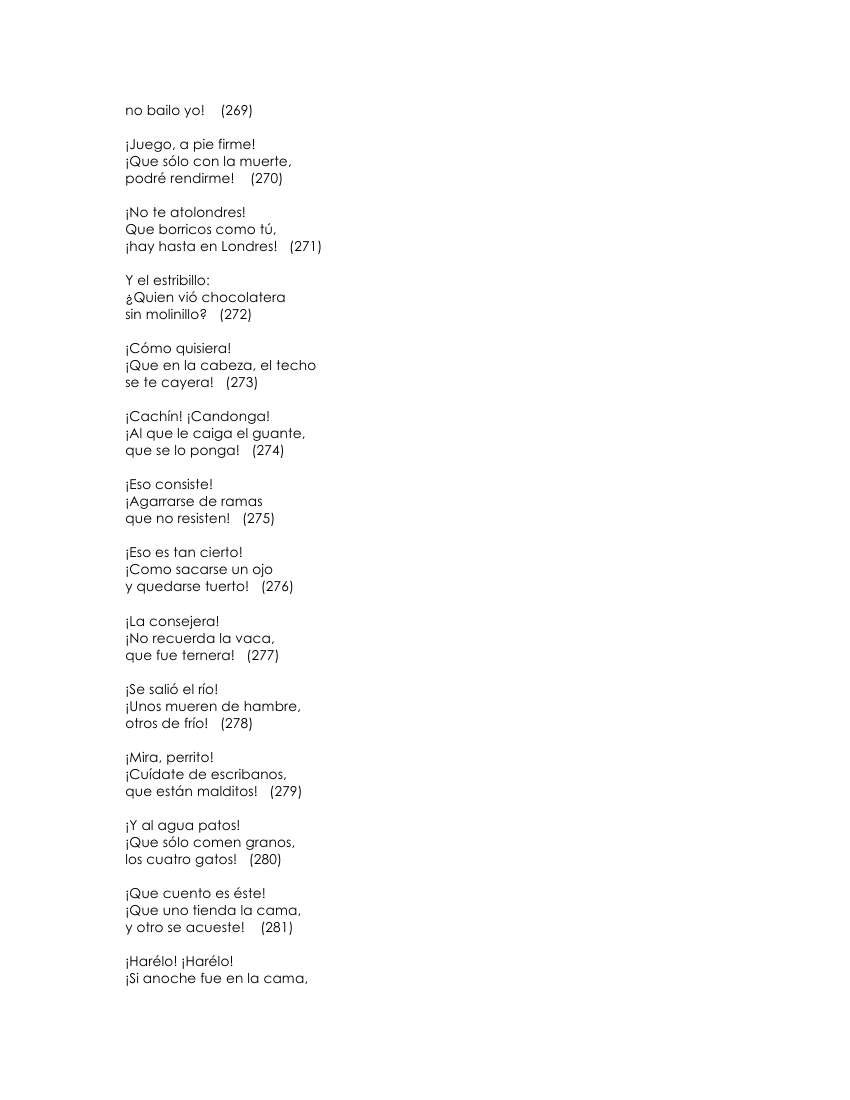 no bailo yo! (269)
¡Juego, a pie firme!
¡Que sólo con la muerte,
podré rendirme! (270)
¡No te atolondres!
Que borricos como tú,
¡hay hasta en Londres! (271)
Y el estribillo:
¿Quien vió chocolatera
sin molinillo? (272)
¡Cómo quisiera!
¡Que en la cabeza, el techo
se te cayera! (273)
¡Cachín! ¡Candonga!
¡Al que le caiga el guante,
que se lo ponga! (274)
¡Eso consiste!
¡Agarrarse de ramas
que no resisten! (275)
¡Eso es tan cierto!
¡Como sacarse un ojo
y quedarse tuerto! (276)
¡La consejera!
¡No recuerda la vaca,
que fue ternera! (277)
¡Se salió el río!
¡Unos mueren de hambre,
otros de frío! (278)
¡Mira, perrito!
¡Cuídate de escribanos,
que están malditos! (279)
¡Y al agua patos!
¡Que sólo comen granos,
los cuatro gatos! (280)
¡Que cuento es éste!
¡Que uno tienda la cama,
y otro se acueste! (281)
¡Harélo! ¡Harélo!
¡Si anoche fue en la cama,